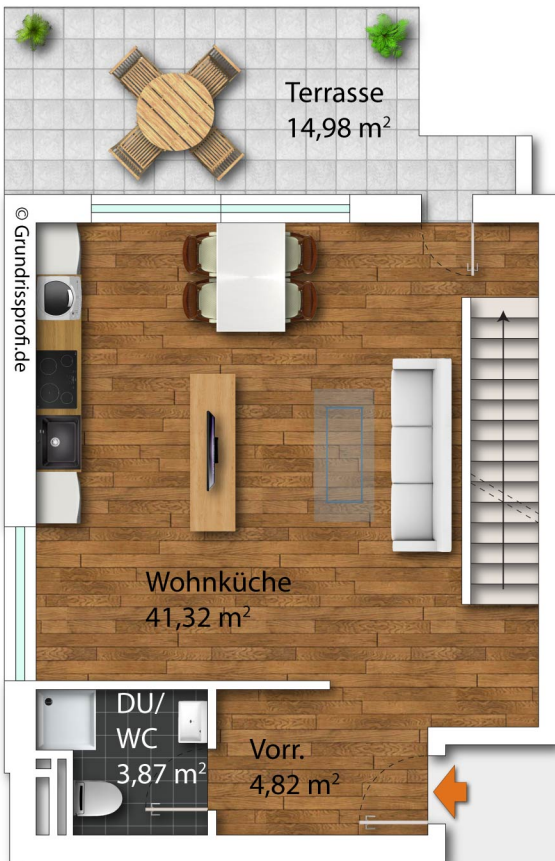 Terrasse
14,98 m²
© Grundrissprofi.de
Wohnküche
41,32 m²
DU/
WC
3,87 m²
Vorr.
4,82 m²